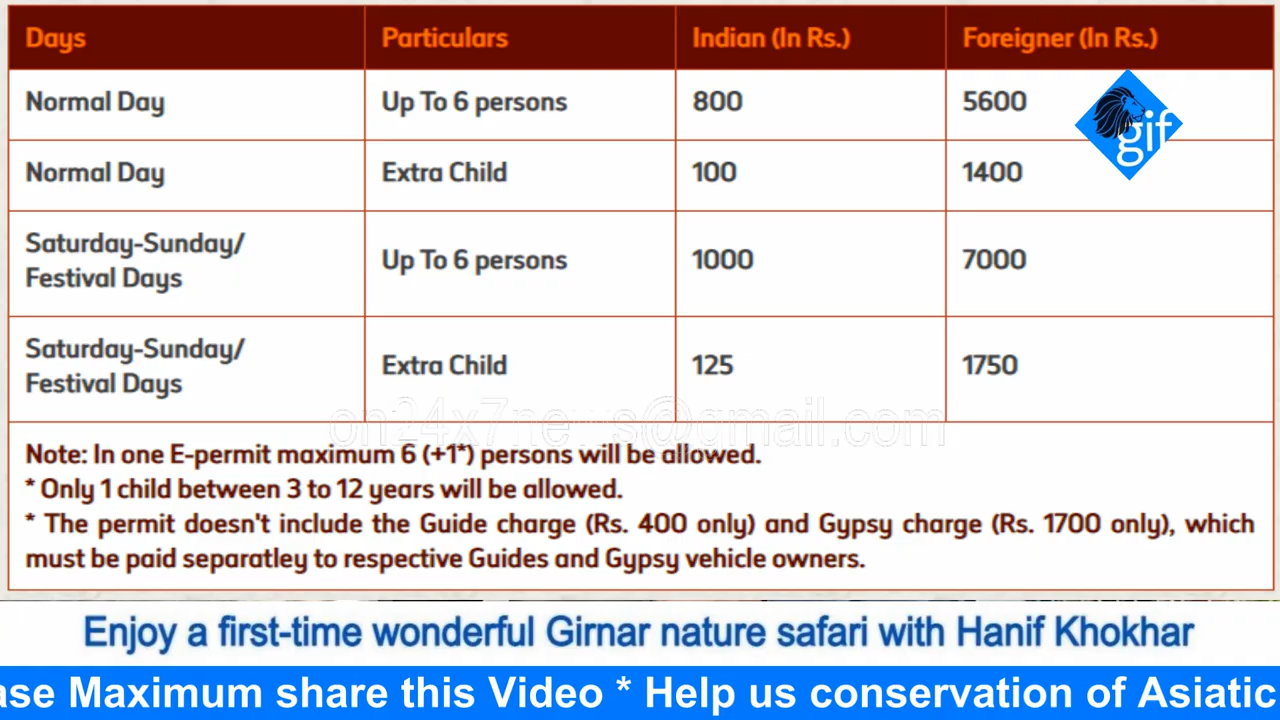 Days Particulars Indian (In Rs.) Foreigner (In Rs.)
Normal Day Up To 6 persons 800 5600
gif
Normal Day Extra Child 100 1400
Saturday-Sunday/
Festival Days Up To 6 persons 1000 7000
Saturday-Sunday/
Festival Days Extra Child 125 1750
on24x7news@gmail.com
Note: In one E-permit maximum 6 (+1*) persons will be allowed.
* Only 1 child between 3 to 12 years will be allowed.
* The permit doesn't include the Guide charge (Rs. 400 only) and Gypsy charge (Rs. 1700 only), which
must be paid separatley to respective Guides and Gypsy vehicle owners.
Enjoy a first-time wonderful Girnar nature safari with Hanif Khokhar
ase Maximum share this Video * Help us conservation of Asiatic